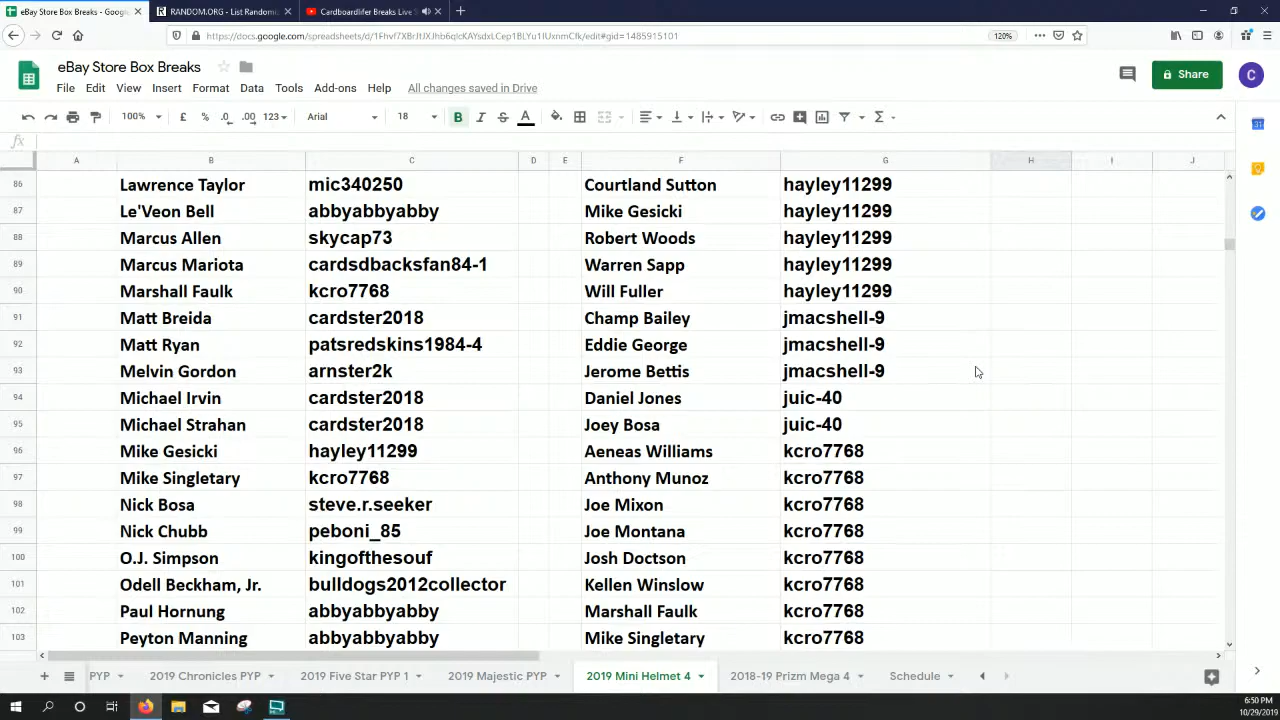 eBay Store Box Breaks - Google
RANDOM.ORG - List Randomiz
Cardboardlifer Breaks Live S
120%
eBay Store Box Breaks
Share
C
File Edit View Insert Format Data Tools Add-ons Help All changes saved in Drive
100% £ % .0 .00 123 Arial 18 B I S A
fx
A B C D E F G H I J
86 Lawrence Taylor mic340250 Courtland Sutton hayley11299
87 Le'Veon Bell abbyabbyabby Mike Gesicki hayley11299
88 Marcus Allen skycap73 Robert Woods hayley11299
89 Marcus Mariota cardsdbacksfan84-1 Warren Sapp hayley11299
90 Marshall Faulk kcro7768 Will Fuller hayley11299
91 Matt Breida cardster2018 Champ Bailey jmacshell-9
92 Matt Ryan patsredskins1984-4 Eddie George jmacshell-9
93 Melvin Gordon arnster2k Jerome Bettis jmacshell-9
94 Michael Irvin cardster2018 Daniel Jones juic-40
95 Michael Strahan cardster2018 Joey Bosa juic-40
96 Mike Gesicki hayley11299 Aeneas Williams kcro7768
97 Mike Singletary kcro7768 Anthony Munoz kcro7768
98 Nick Bosa steve.r.seeker Joe Mixon kcro7768
99 Nick Chubb peboni_85 Joe Montana kcro7768
100 O.J. Simpson kingofthesouf Josh Doctson kcro7768
101 Odell Beckham, Jr. bulldogs2012collector Kellen Winslow kcro7768
102 Paul Hornung abbyabbyabby Marshall Faulk kcro7768
103 Peyton Manning abbyabbyabby Mike Singletary kcro7768
PYP 2019 Chronicles PYP 2019 Five Star PYP 1 2019 Majestic PYP 2019 Mini Helmet 4 2018-19 Prizm Mega 4 Schedule
6:50 PM
10/29/2019